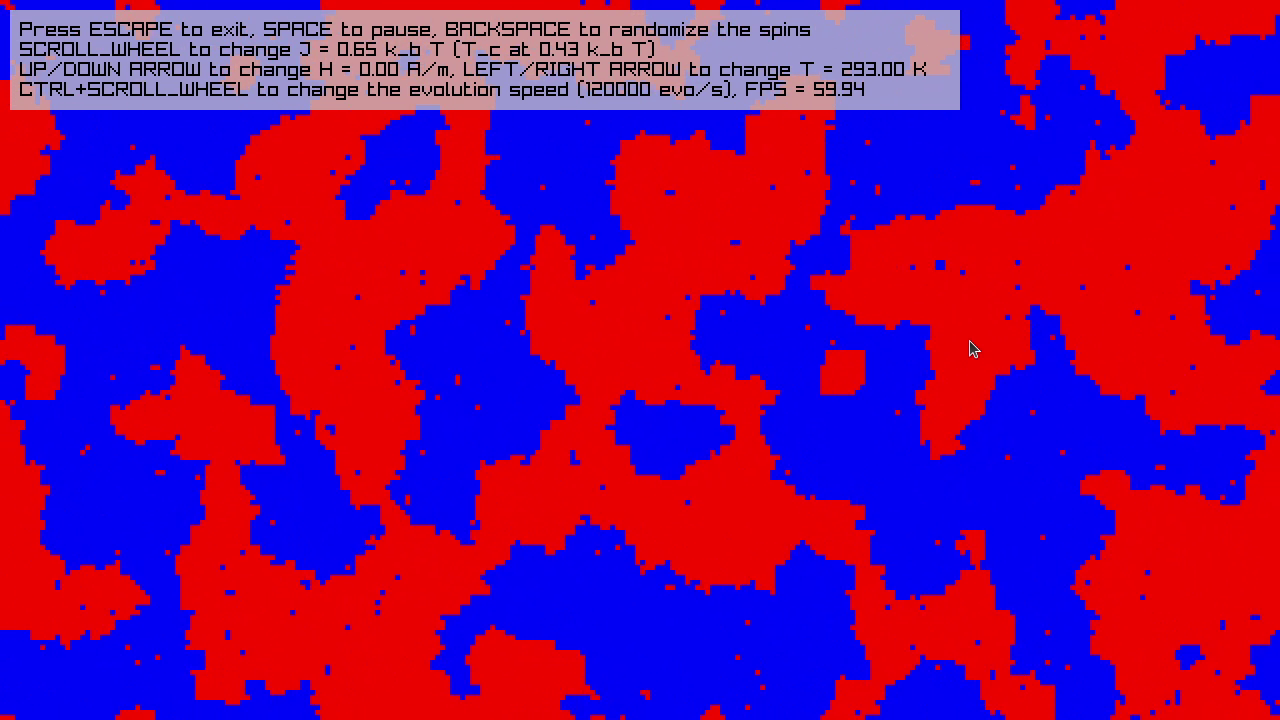 Press ESCAPE to exit, SPACE to pause, BACKSPACE to randomize the spins
SCROLL_WHEEL to change J = 0.65 k_b T (T_c at 0.43 k_b T)
UP/DOWN ARROW to change H = 0.00 A/m, LEFT/RIGHT ARROW to change T = 293.00 K
CTRL+SCROLL_WHEEL to change the evolution speed (120000 evo/s), FPS = 59.94